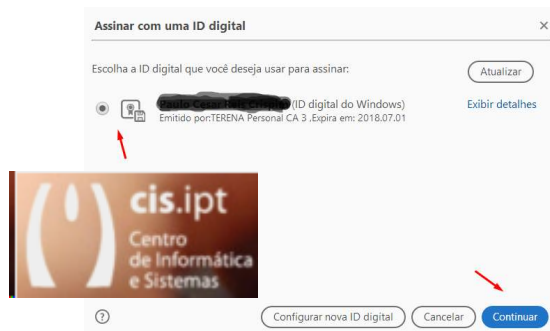 Assinar com uma ID digital
Escolha a ID digital que você deseja usar para assinar:
Atualizar
(ID digital do Windows)
Exibir detalhes
Emitido por:TERENA Personal CA 3 ,Expira em: 2018.07.01
cis.ipt
Centro
de Informática
e Sistemas
Configurar nova ID digital
Cancelar
Continuar